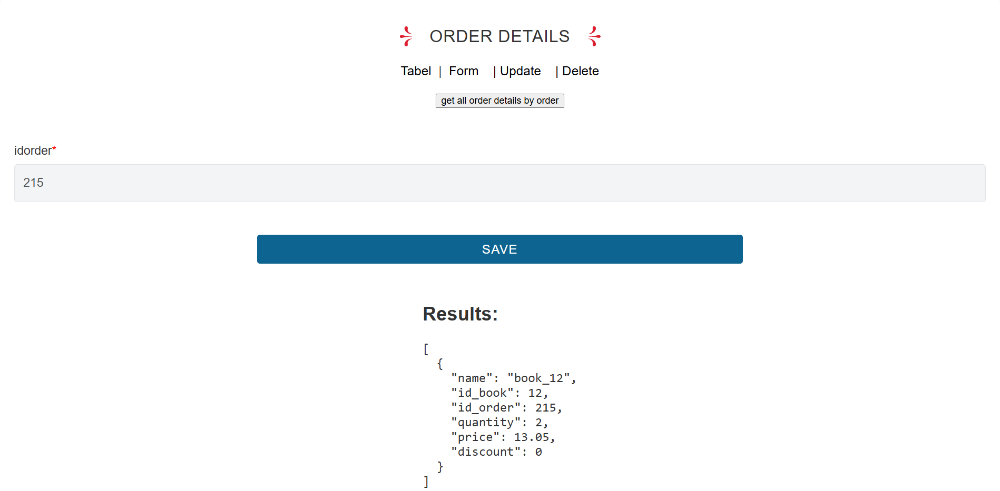 ORDER DETAILS
Tabel | Form | Update | Delete
get all order details by order
idorder*
215
SAVE
Results:
[
  {
    "name": "book_12",
    "id_book": 12,
    "id_order": 215,
    "quantity": 2,
    "price": 13.05,
    "discount": 0
  }
]